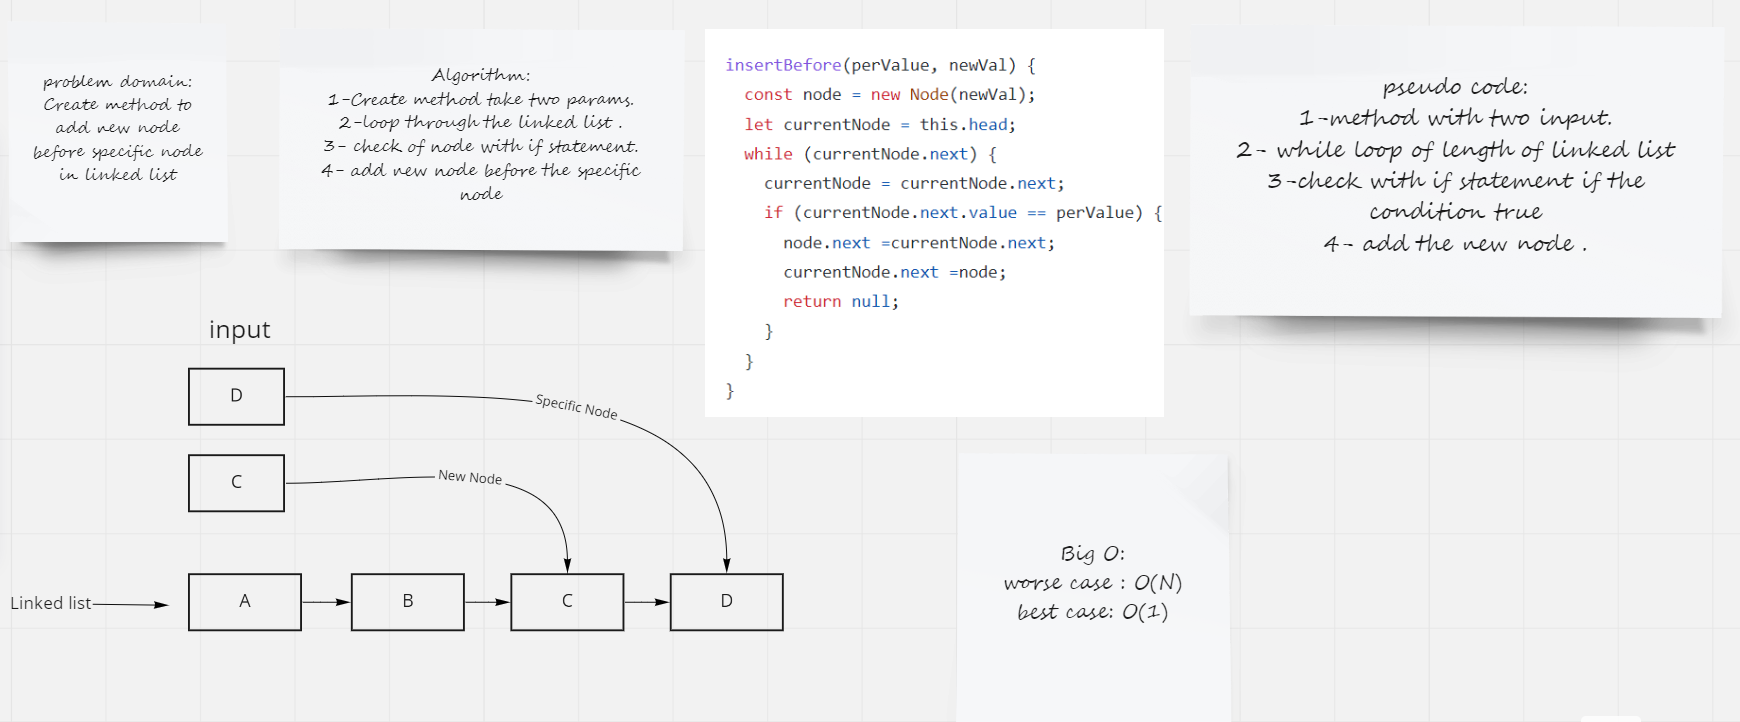 problem domain:
Create method to
add new node
before specific node
in linked list
Algorithm:
1-Create method take two params.
2-loop through the linked list .
3- check of node with if statement.
4- add new node before the specific
node
insertBefore(perValue, newVal) {
const node = new Node(newVal);
let currentNode = this.head;
while (currentNode.next) {
currentNode = currentNode.next;
if (currentNode.next.value == perValue) {
node.next =currentNode.next;
currentNode.next =node;
return null;
}
}
}
pseudo code:
1-method with two input.
2- while loop of length of linked list
3-check with if statement if the
condition true
4- add the new node .
input
D
Specific Node
C
New Node
Linked list
A
B
C
D
Big O:
worse case : O(N)
best case: O(1)